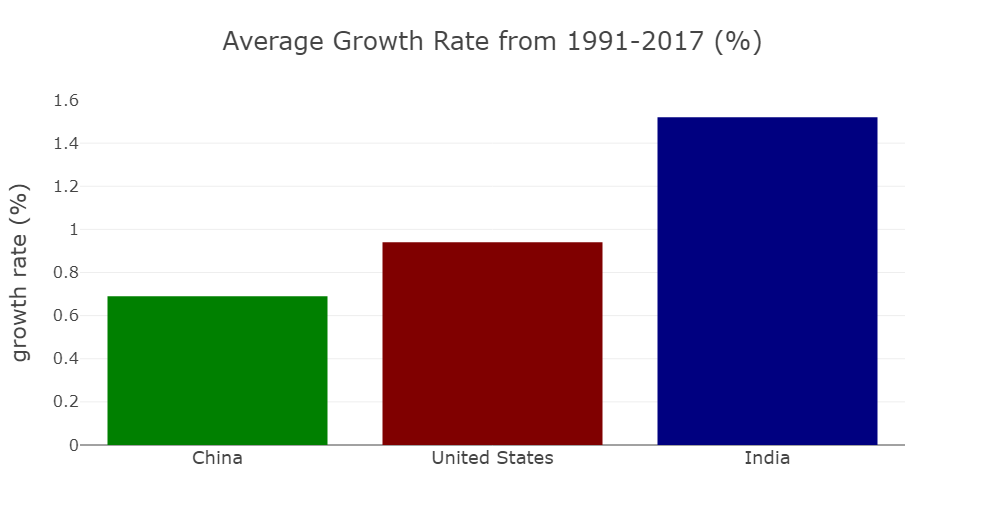 Average Growth Rate from 1991-2017 (%)
growth rate (%)
1.6
1.4
1.2
1
0.8
0.6
0.4
0.2
0
China
United States
India